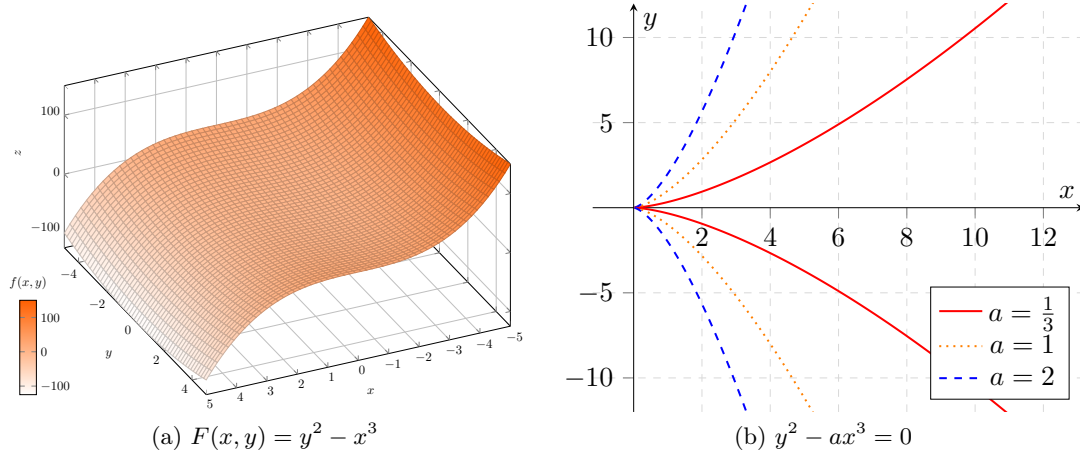 z
100
0
−100
f(x, y)
100
0
−100
−4
−2
0
2
4
y
5
4
3
2
1
0
−1
−2
−3
−4
−5
x
(a) F(x, y) = y² − x³
y
10
5
x
2 4 6 8 10 12
−5
−10
a = 1/3
a = 1
a = 2
(b) y² − ax³ = 0